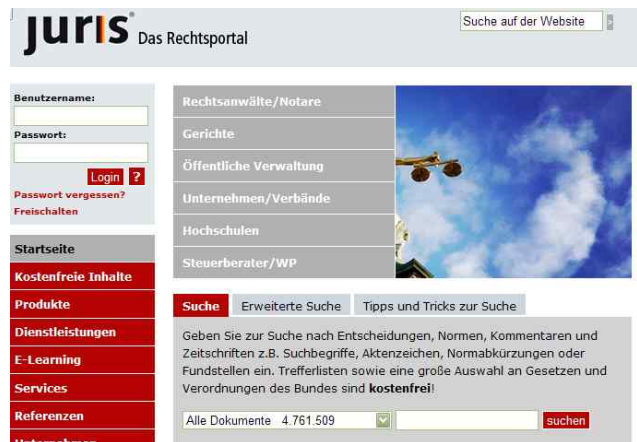 juris Das Rechtsportal
Suche auf der Website
Benutzername:
Passwort:
Login ?
Passwort vergessen?
Freischalten
Startseite
Kostenfreie Inhalte
Produkte
Dienstleistungen
E-Learning
Services
Referenzen
Unternehmen
Rechtsanwälte/Notare
Gerichte
Öffentliche Verwaltung
Unternehmen/Verbände
Hochschulen
Steuerberater/WP
Suche Erweiterte Suche Tipps und Tricks zur Suche
Geben Sie zur Suche nach Entscheidungen, Normen, Kommentaren und
Zeitschriften z.B. Suchbegriffe, Aktenzeichen, Normabkürzungen oder
Fundstellen ein. Trefferlisten sowie eine große Auswahl an Gesetzen und
Verordnungen des Bundes sind kostenfrei!
Alle Dokumente 4.761.509 suchen